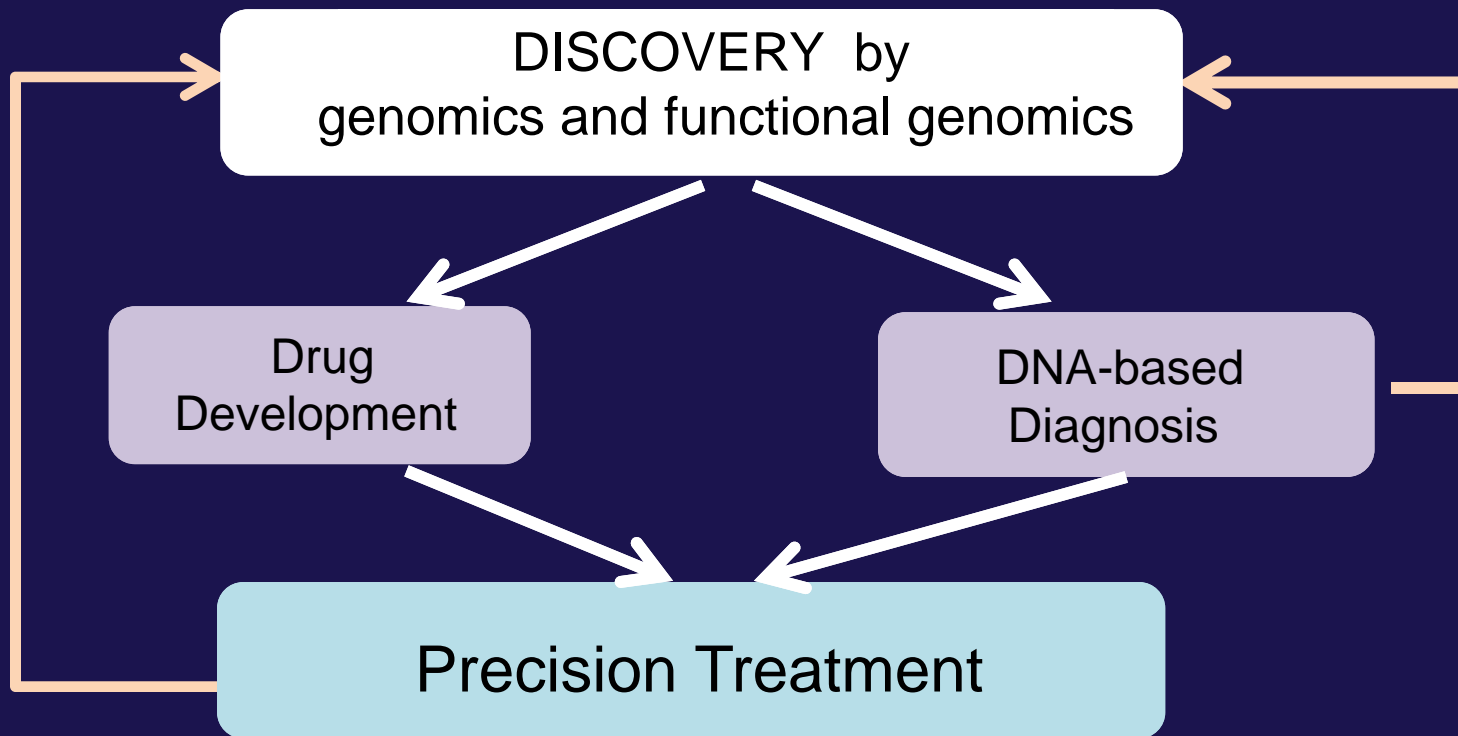 DISCOVERY by
genomics and functional genomics
Drug
Development
DNA-based
Diagnosis
Precision Treatment